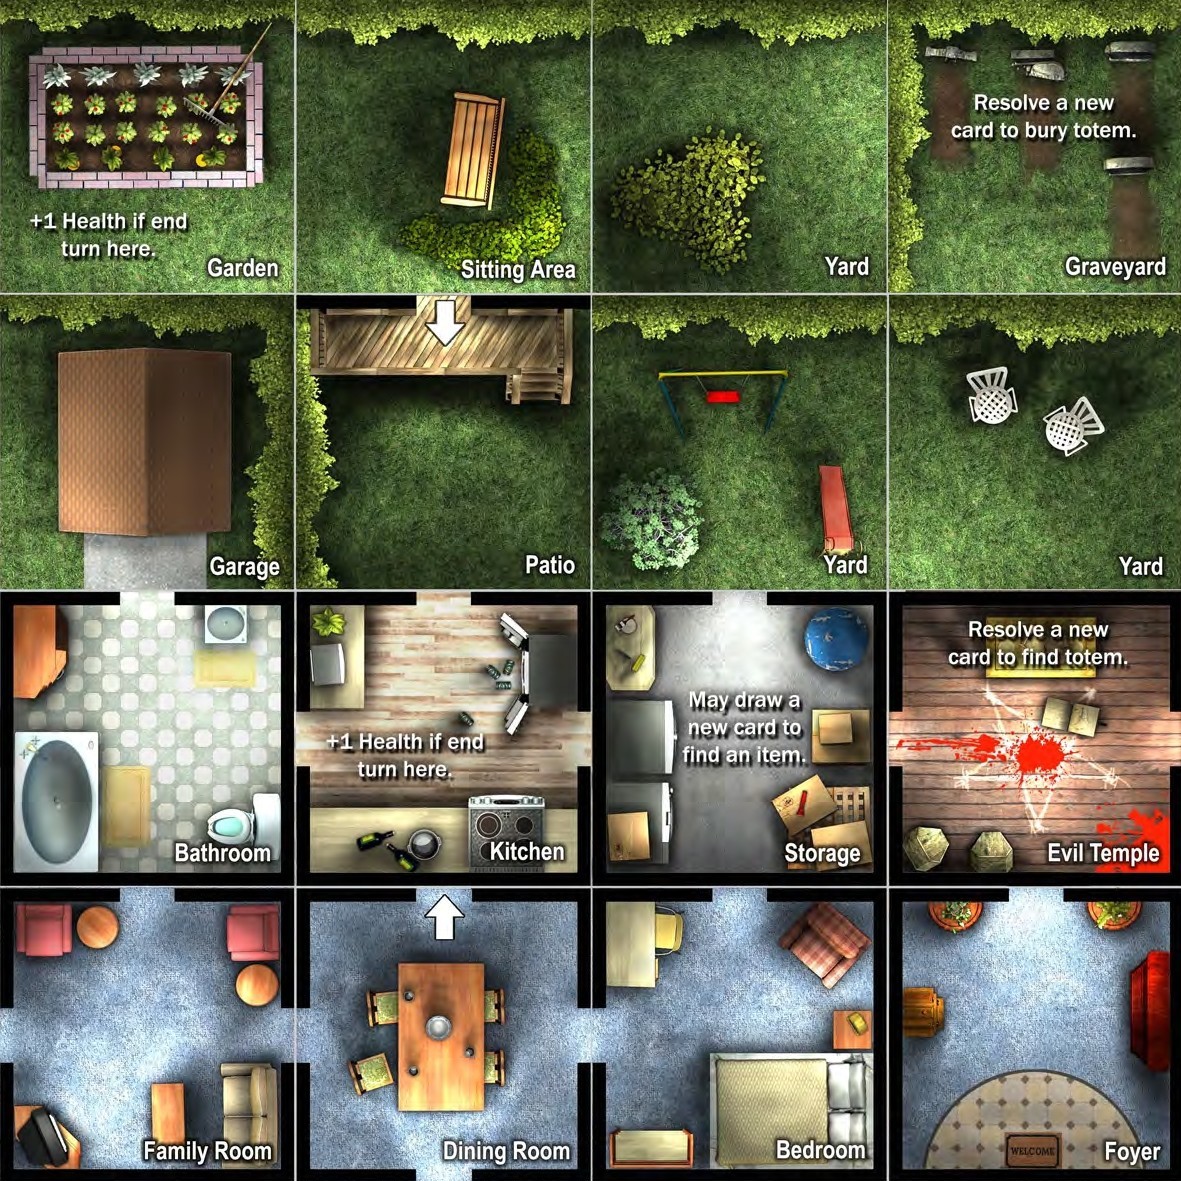 +1 Health if end
turn here.
Garden
Sitting Area
Yard
Resolve a new
card to bury totem.
Graveyard
Garage
Patio
Yard
Yard
Bathroom
+1 Health if end
turn here.
Kitchen
May draw a
new card to
find an item.
Storage
Resolve a new
card to find totem.
Evil Temple
Family Room
Dining Room
Bedroom
WELCOME
Foyer